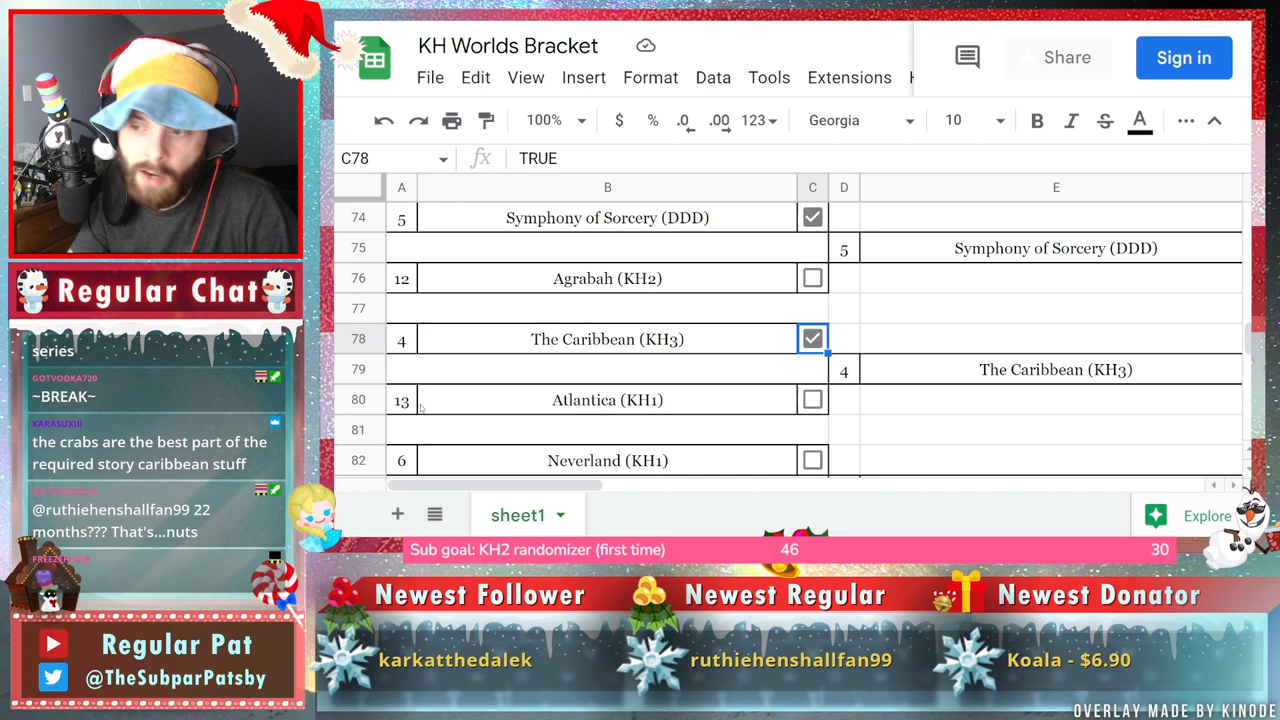 KH Worlds Bracket
File Edit View Insert Format Data Tools Extensions
Share
Sign in
100% $ % .0 .00 123 Georgia 10 B I S A
C78 fx TRUE
A B C D E
74 5 Symphony of Sorcery (DDD)
75 5 Symphony of Sorcery (DDD)
76 12 Agrabah (KH2)
77
78 4 The Caribbean (KH3)
79 4 The Caribbean (KH3)
80 13 Atlantica (KH1)
81
82 6 Neverland (KH1)
sheet1
Explore
Regular Chat
series
GOTVODKA720
~BREAK~
KARASUXIII
the crabs are the best part of the
required story caribbean stuff
@ruthiehenshallfan99 22
months??? That's...nuts
Regular Pat
@TheSubparPatsby
Sub goal: KH2 randomizer (first time) 46 30
Newest Follower
karkatthedalek
Newest Regular
ruthiehenshallfan99
Newest Donator
Koala - $6.90
OVERLAY MADE BY KINODE